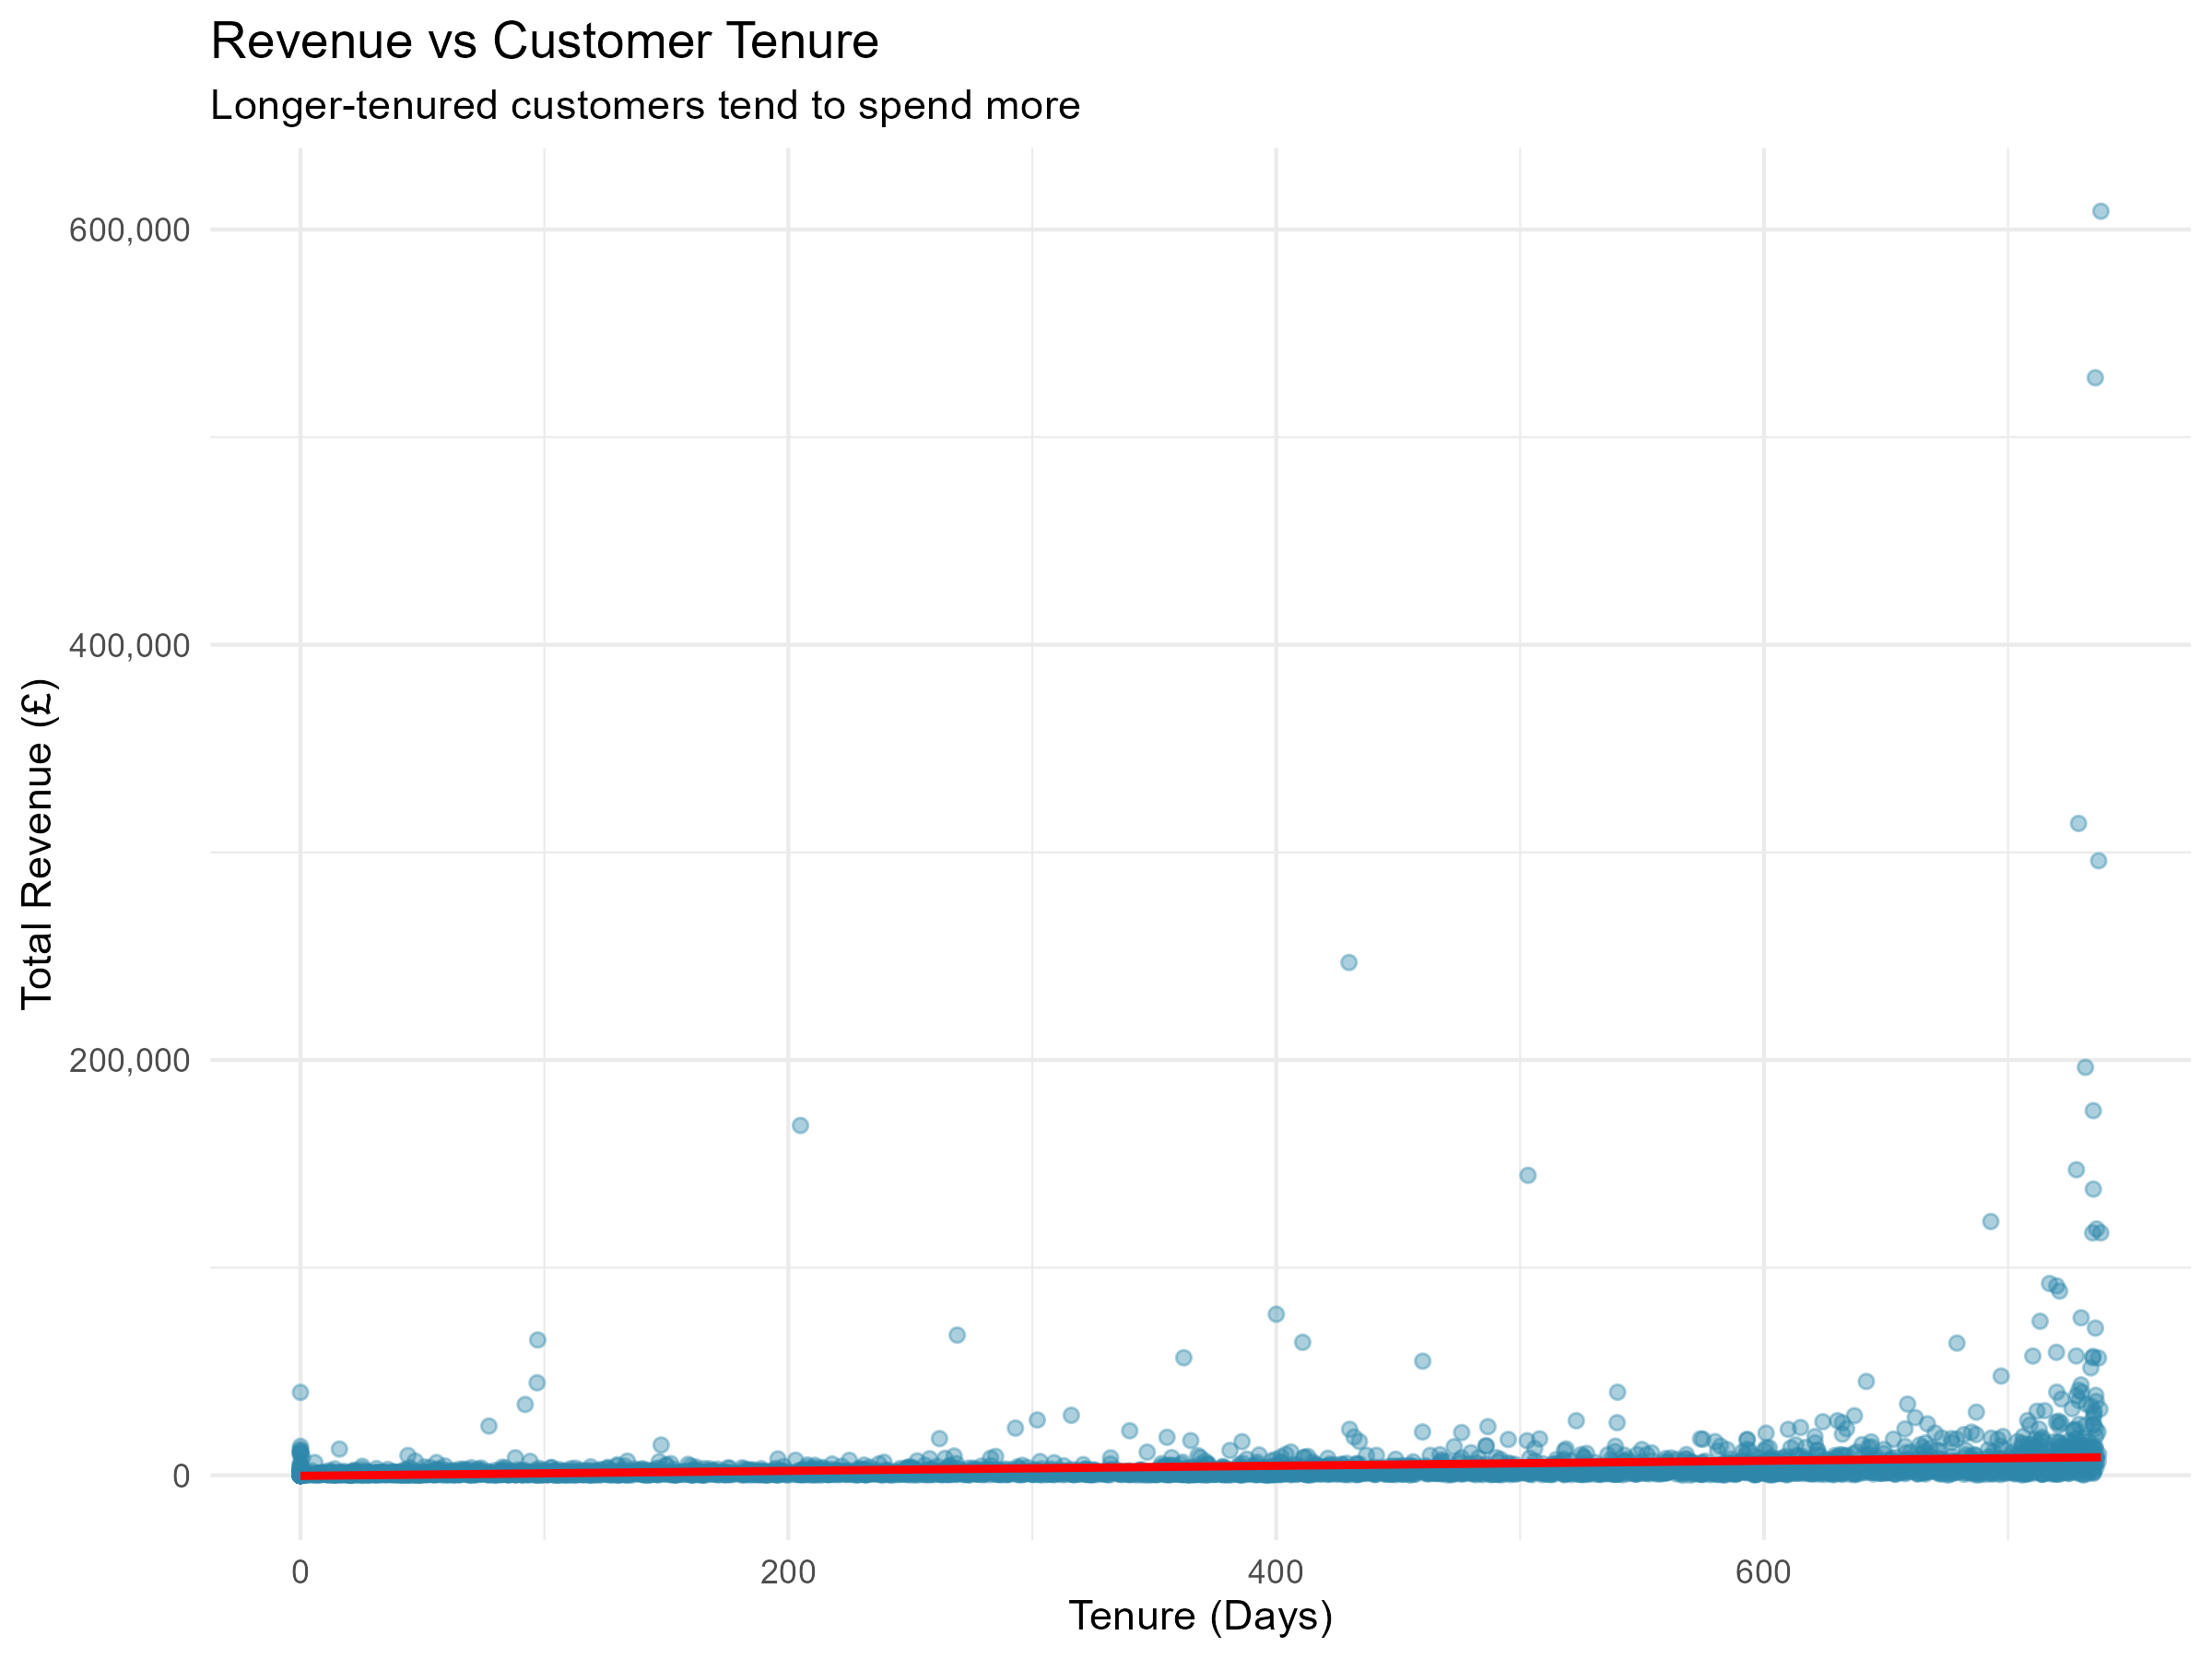 Revenue vs Customer Tenure
Longer-tenured customers tend to spend more
600,000
400,000
200,000
0
Total Revenue (£)
0 200 400 600
Tenure (Days)